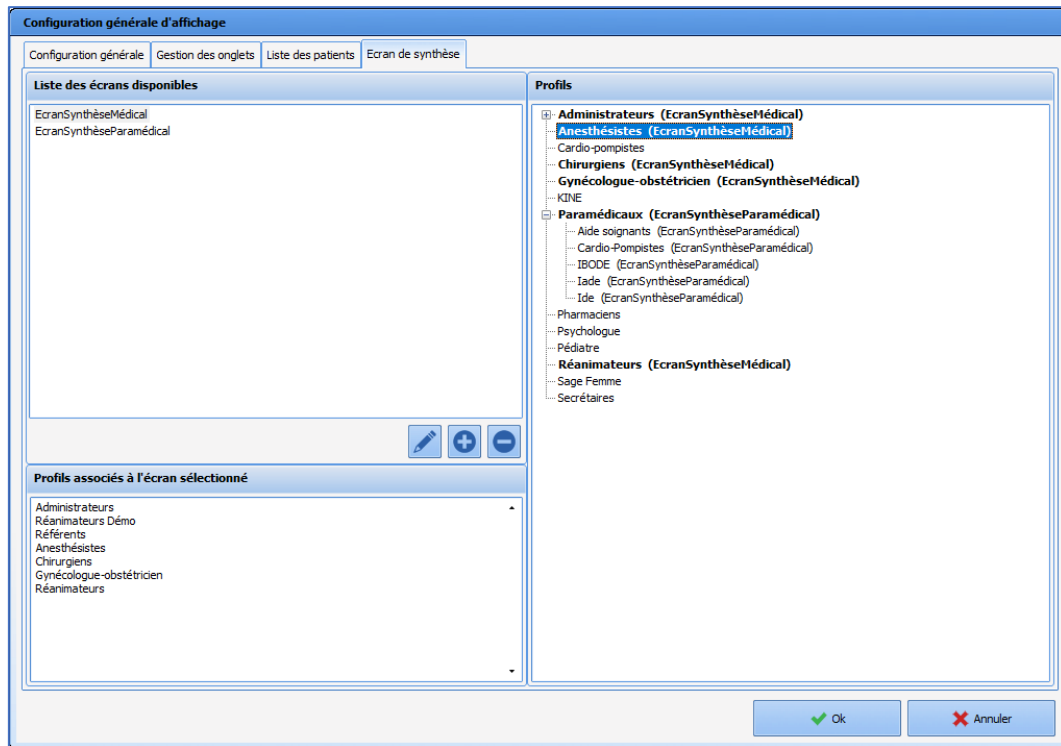 Configuration générale d'affichage
Configuration générale
Gestion des onglets
Liste des patients
Ecran de synthèse
Liste des écrans disponibles
EcranSynthèseMédical
EcranSynthèseParamédical
Profils associés à l'écran sélectionné
Administrateurs
Réanimateurs Démo
Référents
Anesthésistes
Chirurgiens
Gynécologue-obstétricien
Réanimateurs
Profils
Administrateurs (EcranSynthèseMédical)
Anesthésistes (EcranSynthèseMédical)
Cardio-pompistes
Chirurgiens (EcranSynthèseMédical)
Gynécologue-obstétricien (EcranSynthèseMédical)
KINE
Paramédicaux (EcranSynthèseParamédical)
Aide soignants (EcranSynthèseParamédical)
Cardio-Pompistes (EcranSynthèseParamédical)
IBODE (EcranSynthèseParamédical)
Iade (EcranSynthèseParamédical)
Ide (EcranSynthèseParamédical)
Pharmaciens
Psychologue
Pédiatre
Réanimateurs (EcranSynthèseMédical)
Sage Femme
Secrétaires
Ok
Annuler